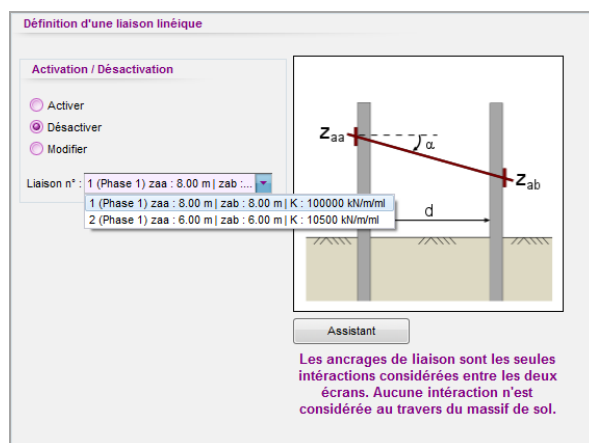 Définition d'une liaison linéique
Activation / Désactivation
Activer
Désactiver
Modifier
Liaison n° : 1 (Phase 1) zaa : 8.00 m | zab :...
1 (Phase 1) zaa : 8.00 m | zab : 8.00 m | K : 100000 kN/m/ml
2 (Phase 1) zaa : 6.00 m | zab : 6.00 m | K : 10500 kN/m/ml
Zaa
α
Zab
d
Assistant
Les ancrages de liaison sont les seules
intéractions considérées entre les deux
écrans. Aucune intéraction n'est
considérée au travers du massif de sol.